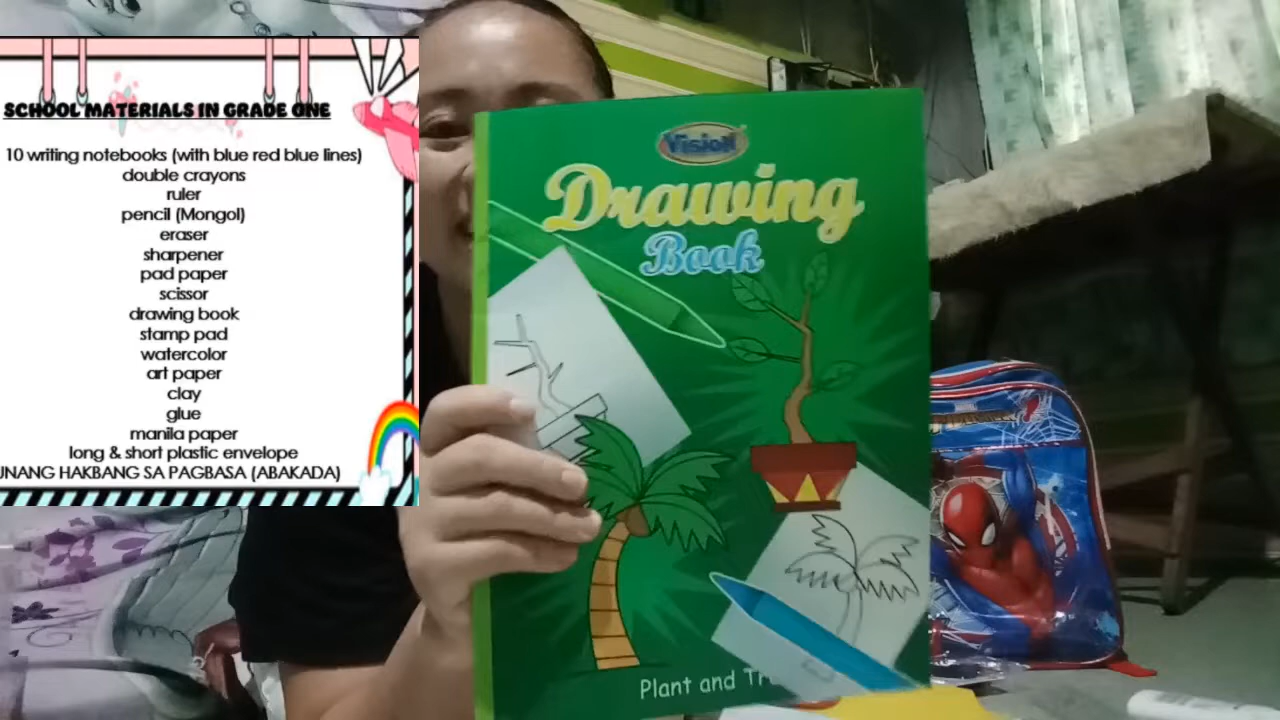 SCHOOL MATERIALS IN GRADE ONE
10 writing notebooks (with blue red blue lines)
double crayons
ruler
pencil (Mongol)
eraser
sharpener
pad paper
scissor
drawing book
stamp pad
watercolor
art paper
clay
glue
manila paper
long & short plastic envelope
UNANG HAKBANG SA PAGBASA (ABAKADA)
Vision
Drawing
Book
Plant and